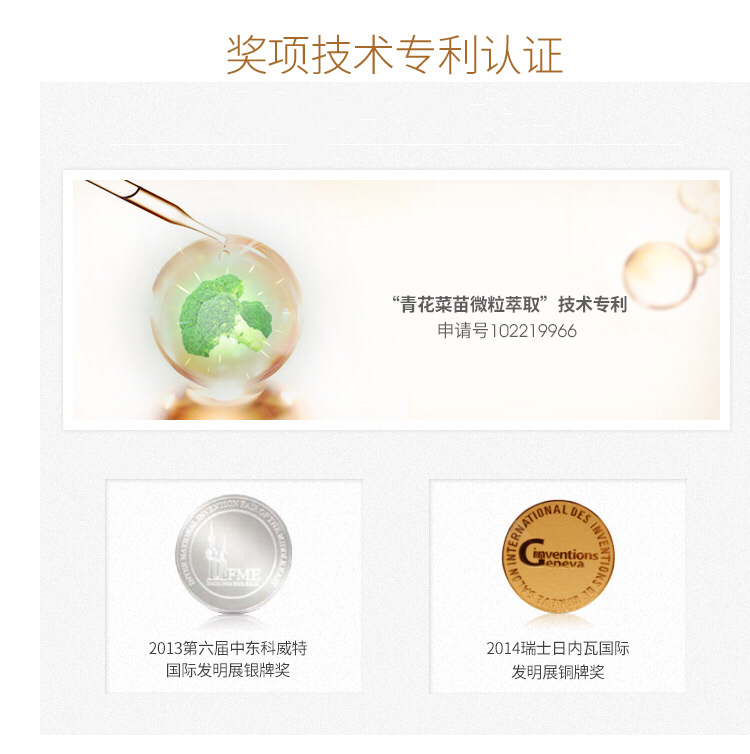 奖项技术专利认证
“青花菜苗微粒萃取”技术专利
申请号102219966
INTERNATIONAL INVENTION FAIR OF THE MIDDLE EAST
IFME
SALON INTERNATIONAL DES INVENTIONS DE GENEVE
inventions
Geneva
2013第六届中东科威特
国际发明展银牌奖
2014瑞士日内瓦国际
发明展铜牌奖